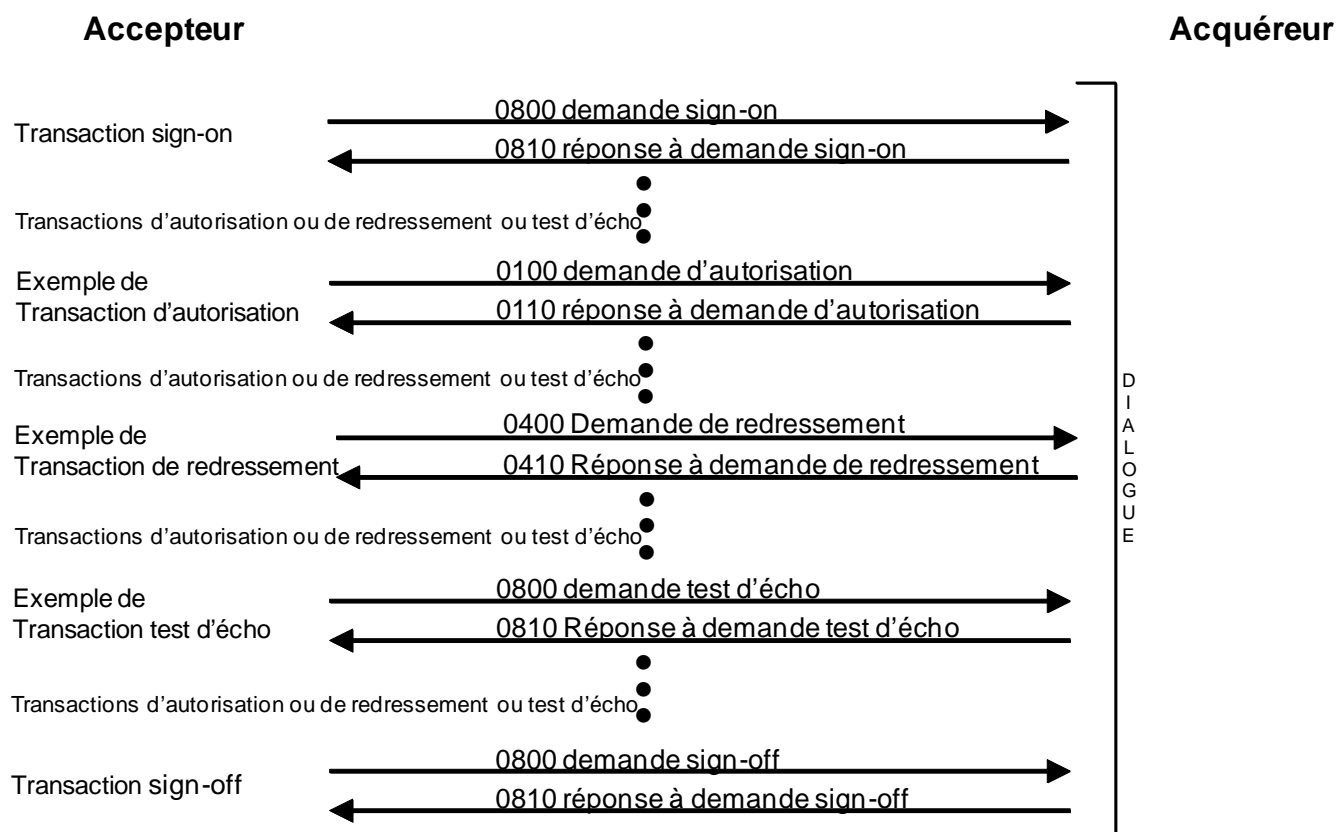 Accepteur
Acquéreur
0800 demande sign-on
Transaction sign-on
0810 réponse à demande sign-on
Transactions d'autorisation ou de redressement ou test d'écho
0100 demande d'autorisation
Exemple de
Transaction d'autorisation
0110 réponse à demande d'autorisation
Transactions d'autorisation ou de redressement ou test d'écho
DIALOGUE
0400 Demande de redressement
Exemple de
Transaction de redressement
0410 Réponse à demande de redressement
Transactions d'autorisation ou de redressement ou test d'écho
0800 demande test d'écho
Exemple de
Transaction test d'écho
0810 Réponse à demande test d'écho
Transactions d'autorisation ou de redressement ou test d'écho
0800 demande sign-off
Transaction sign-off
0810 réponse à demande sign-off